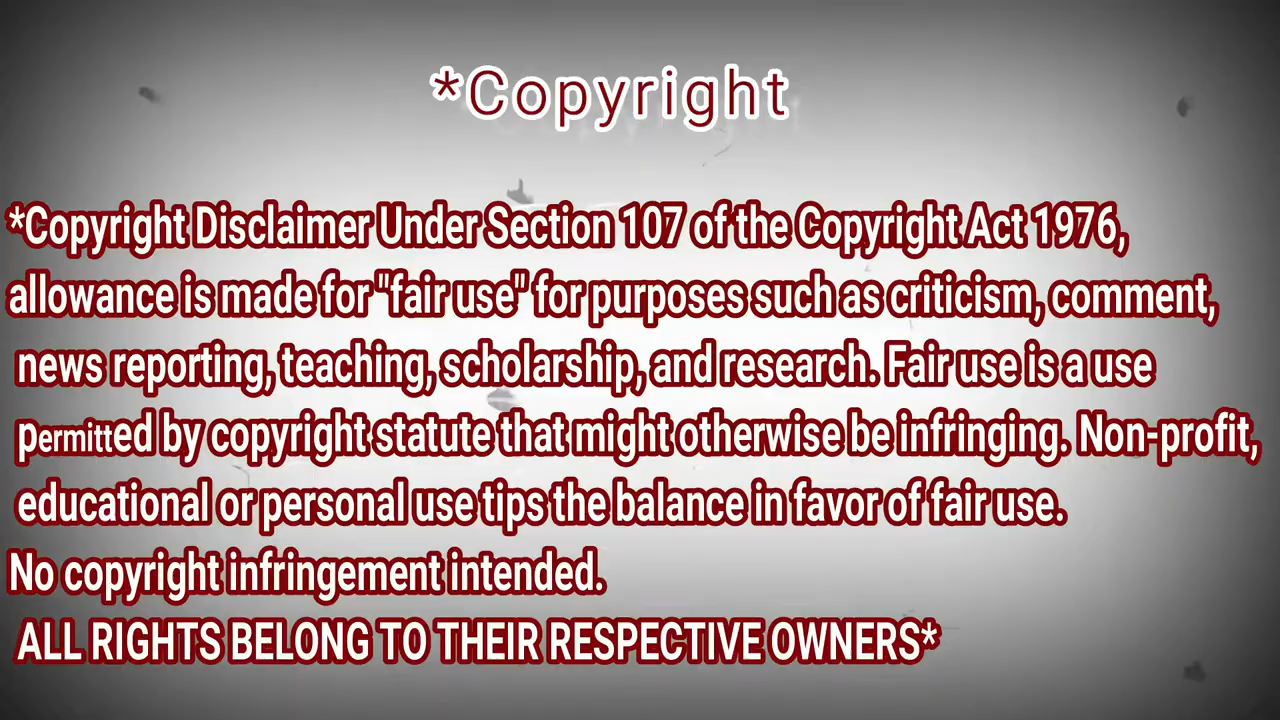 *Copyright
*Copyright Disclaimer Under Section 107 of the Copyright Act 1976,
allowance is made for "fair use" for purposes such as criticism, comment,
news reporting, teaching, scholarship, and research. Fair use is a use
permitted by copyright statute that might otherwise be infringing. Non-profit,
educational or personal use tips the balance in favor of fair use.
No copyright infringement intended.
ALL RIGHTS BELONG TO THEIR RESPECTIVE OWNERS*